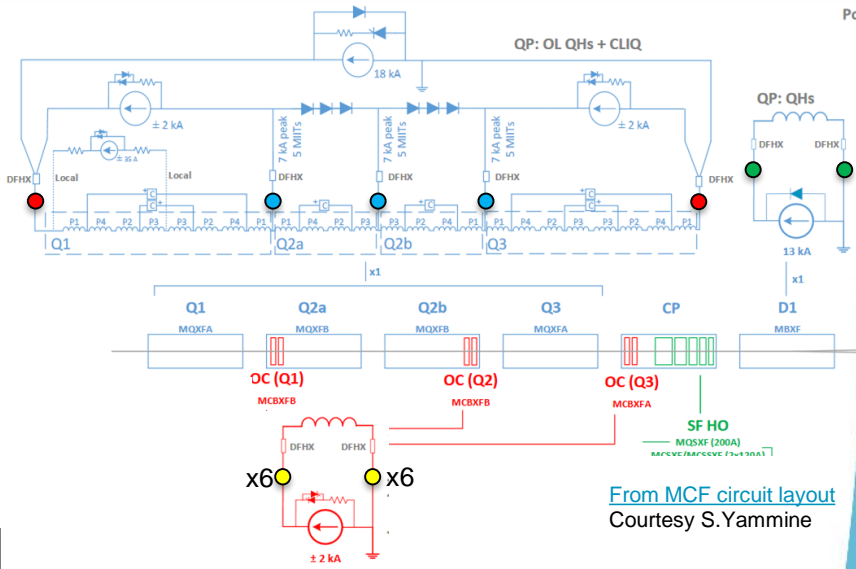 Po
QP: OL QHs + CLIQ
18 kA
QP: QHs
± 2 kA
± 2 kA
7 kA peak
5 MIITs
7 kA peak
5 MIITs
7 kA peak
5 MIITs
± 35 A
DFHX
Local
Local
DFHX
DFHX
DFHX
DFHX
DFHX
DFHX
C
C
C
C
C
C
P1 P4 P2 P3 P3 P2 P4 P1
P1 P4 P2 P3
P3 P2 P4 P1
P1 P4 P2 P3 P3 P2 P4 P1
Q1
Q2a
Q2b
Q3
13 kA
x1
x1
Q1
Q2a
Q2b
Q3
CP
D1
MQXFA
MQXFB
MQXFB
MQXFA
MBXF
OC (Q1)
OC (Q2)
OC (Q3)
MCBXFB
MCBXFB
MCBXFA
SF HO
MQSXF (200A)
MCSXF/MCSSXF (2x120A)
DFHX
DFHX
x6
x6
± 2 kA
From MCF circuit layout
Courtesy S.Yammine